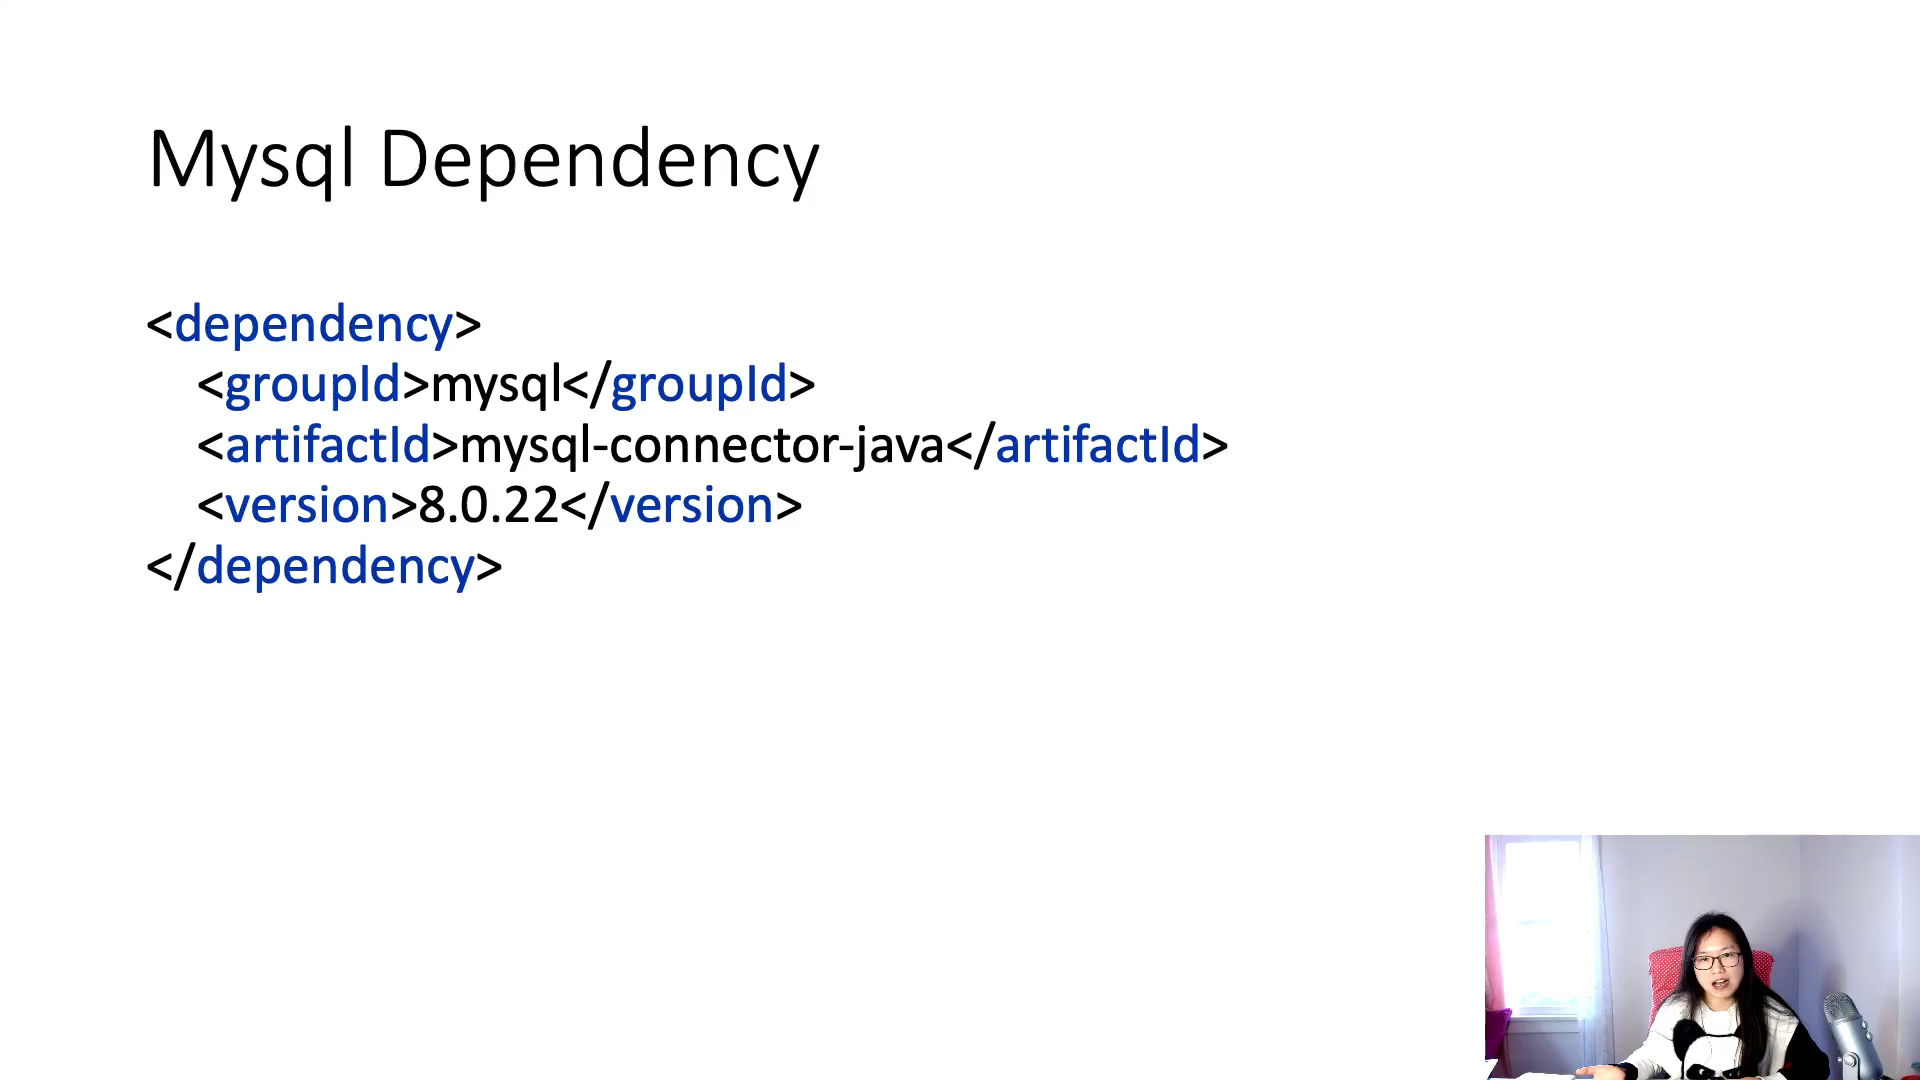 Mysql Dependency
<dependency>
<groupId>mysql</groupId>
<artifactId>mysql-connector-java</artifactId>
<version>8.0.22</version>
</dependency>